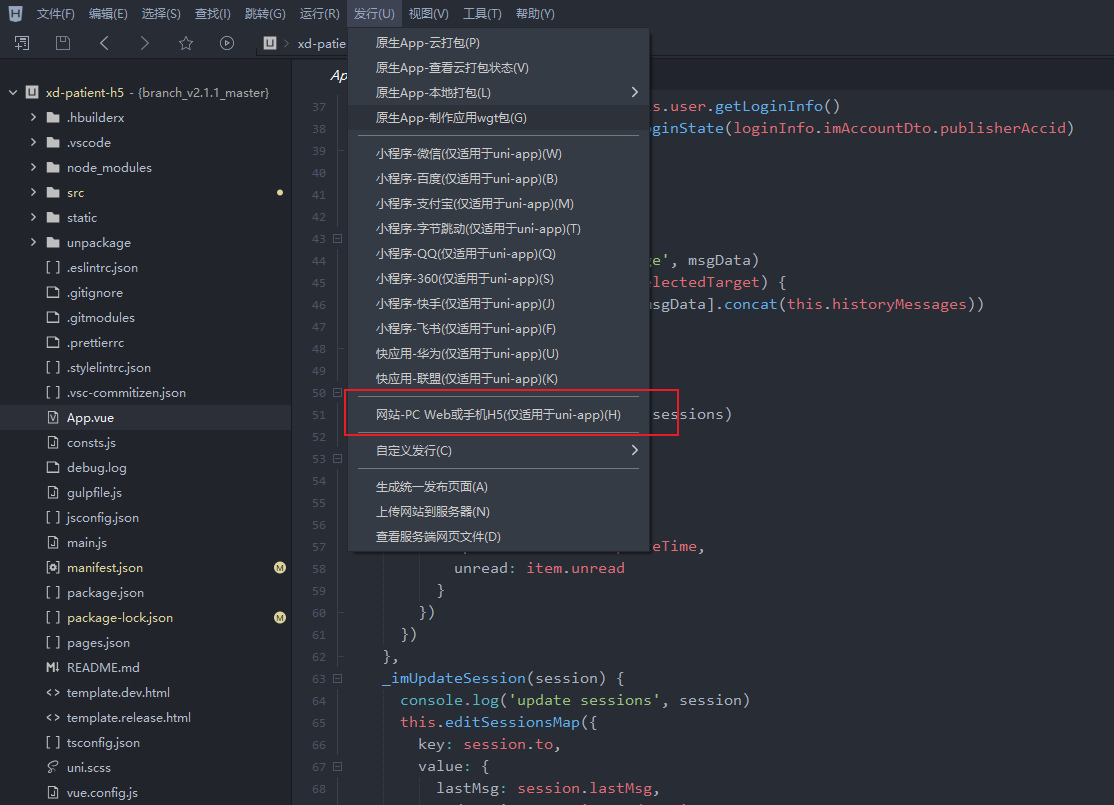 文件(F) 编辑(E) 选择(S) 查找(I) 跳转(G) 运行(R) 发行(U) 视图(V) 工具(T) 帮助(Y)
xd-patie
原生App-云打包(P)
原生App-查看云打包状态(V)
原生App-本地打包(L)
原生App-制作应用wgt包(G)
小程序-微信(仅适用于uni-app)(W)
小程序-百度(仅适用于uni-app)(B)
小程序-支付宝(仅适用于uni-app)(M)
小程序-字节跳动(仅适用于uni-app)(T)
小程序-QQ(仅适用于uni-app)(Q)
小程序-360(仅适用于uni-app)(S)
小程序-快手(仅适用于uni-app)(J)
小程序-飞书(仅适用于uni-app)(F)
快应用-华为(仅适用于uni-app)(U)
快应用-联盟(仅适用于uni-app)(K)
网站-PC Web或手机H5(仅适用于uni-app)(H)
自定义发行(C)
生成统一发布页面(A)
上传网站到服务器(N)
查看服务端网页文件(D)
xd-patient-h5 - {branch_v2.1.1_master}
.hbuilderx
.vscode
node_modules
src
static
unpackage
.eslintrc.json
.gitignore
.gitmodules
.prettierrc
.stylelintrc.json
.vsc-commitizen.json
App.vue
consts.js
debug.log
gulpfile.js
jsconfig.json
main.js
manifest.json M
package.json
package-lock.json M
pages.json
README.md
template.dev.html
template.release.html
tsconfig.json
uni.scss
vue.config.js
Ap
37 s.user.getLoginInfo()
38 ginState(loginInfo.imAccountDto.publisherAccid)
39
40
41
42
43
44 ge', msgData)
45 electedTarget) {
46 msgData].concat(this.historyMessages))
47
48
49
50
51 sessions)
52
53
54
55
56
57 eTime,
58 unread: item.unread
59 }
60 })
61 })
62 },
63 _imUpdateSession(session) {
64 console.log('update sessions', session)
65 this.editSessionsMap({
66 key: session.to,
67 value: {
68 lastMsg: session.lastMsg,